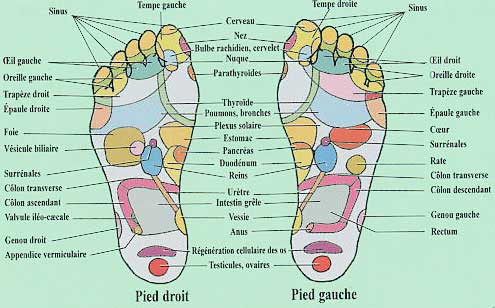 Sinus
Tempe gauche
Tempe droite
Sinus
Cerveau
Nez
Bulbe rachidien, cervelet
Nuque
Parathyroïdes
Œil gauche
Oreille gauche
Trapèze droit
Épaule droite
Foie
Vésicule biliaire
Surrénales
Côlon transverse
Côlon ascendant
Valvule iléo-cæcale
Genou droit
Appendice vermiculaire
Thyroïde
Poumons, bronches
Plexus solaire
Estomac
Pancréas
Duodénum
Reins
Urètre
Intestin grêle
Vessie
Anus
Régénération cellulaire des os
Testicules, ovaires
Œil droit
Oreille droite
Trapèze gauche
Épaule gauche
Cœur
Surrénales
Rate
Côlon transverse
Côlon descendant
Genou gauche
Rectum
Pied droit
Pied gauche